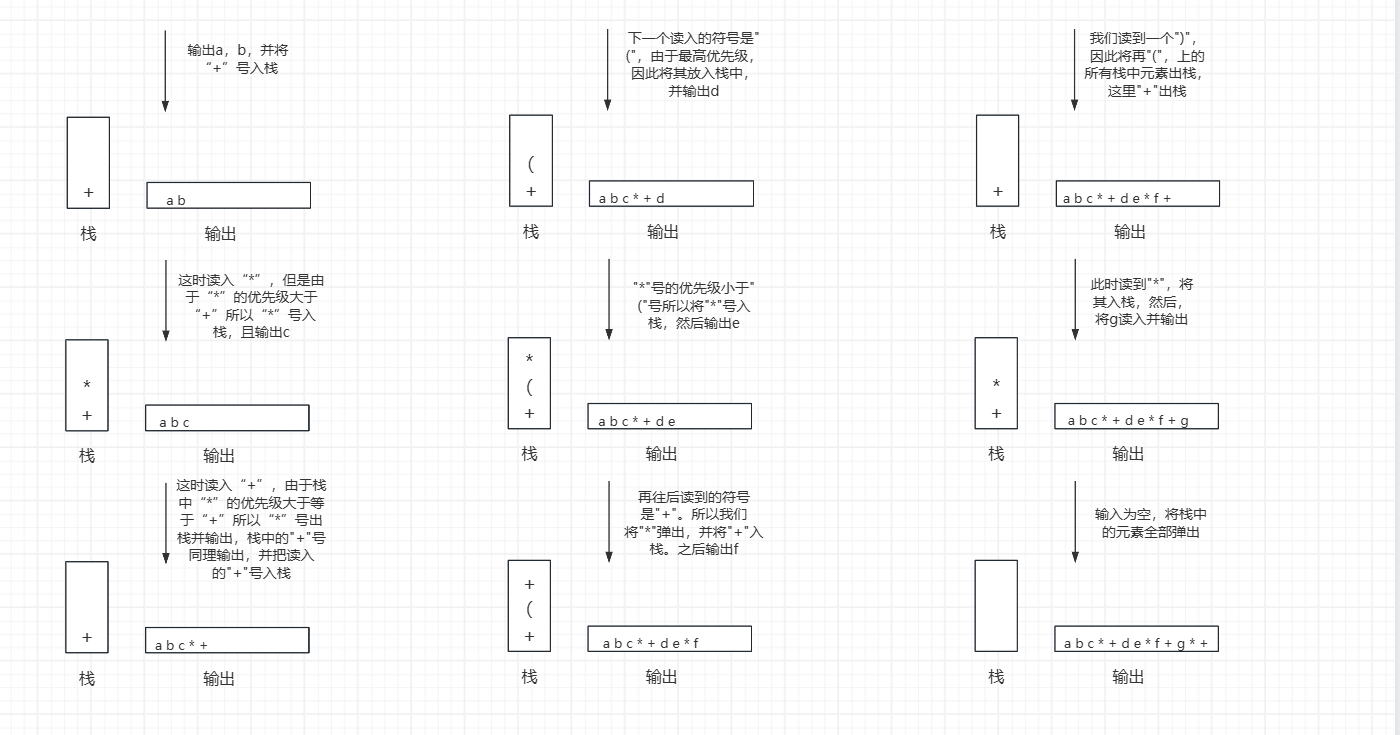 输出a，b，并将
“+”号入栈
+
a b
栈
输出
这时读入“*”，但是由
于“*”的优先级大于
“+”所以“*”号入
栈，且输出c
*
+
a b c
栈
输出
这时读入“+”，由于栈
中“*”的优先级大于等
于“+”所以“*”号出
栈并输出，栈中的"+"号
同理输出，并把读入
的"+"号入栈
+
a b c * +
栈
输出
下一个读入的符号是"
("，由于最高优先级，
因此将其放入栈中，
并输出d
(
+
a b c * + d
栈
输出
"*"号的优先级小于"
("号所以将"*"号入
栈，然后输出e
*
(
+
a b c * + d e
栈
输出
再往后读到的符号
是"+"。所以我们
将"*"弹出，并将"+"入
栈。之后输出f
+
(
+
a b c * + d e * f
栈
输出
我们读到一个")"，
因此将再"("，上的
所有栈中元素出栈，
这里"+"出栈
+
a b c * + d e * f +
栈
输出
此时读到"*"，将
其入栈，然后，
将g读入并输出
*
+
a b c * + d e * f + g
栈
输出
输入为空，将栈中
的元素全部弹出
a b c * + d e * f + g * +
栈
输出